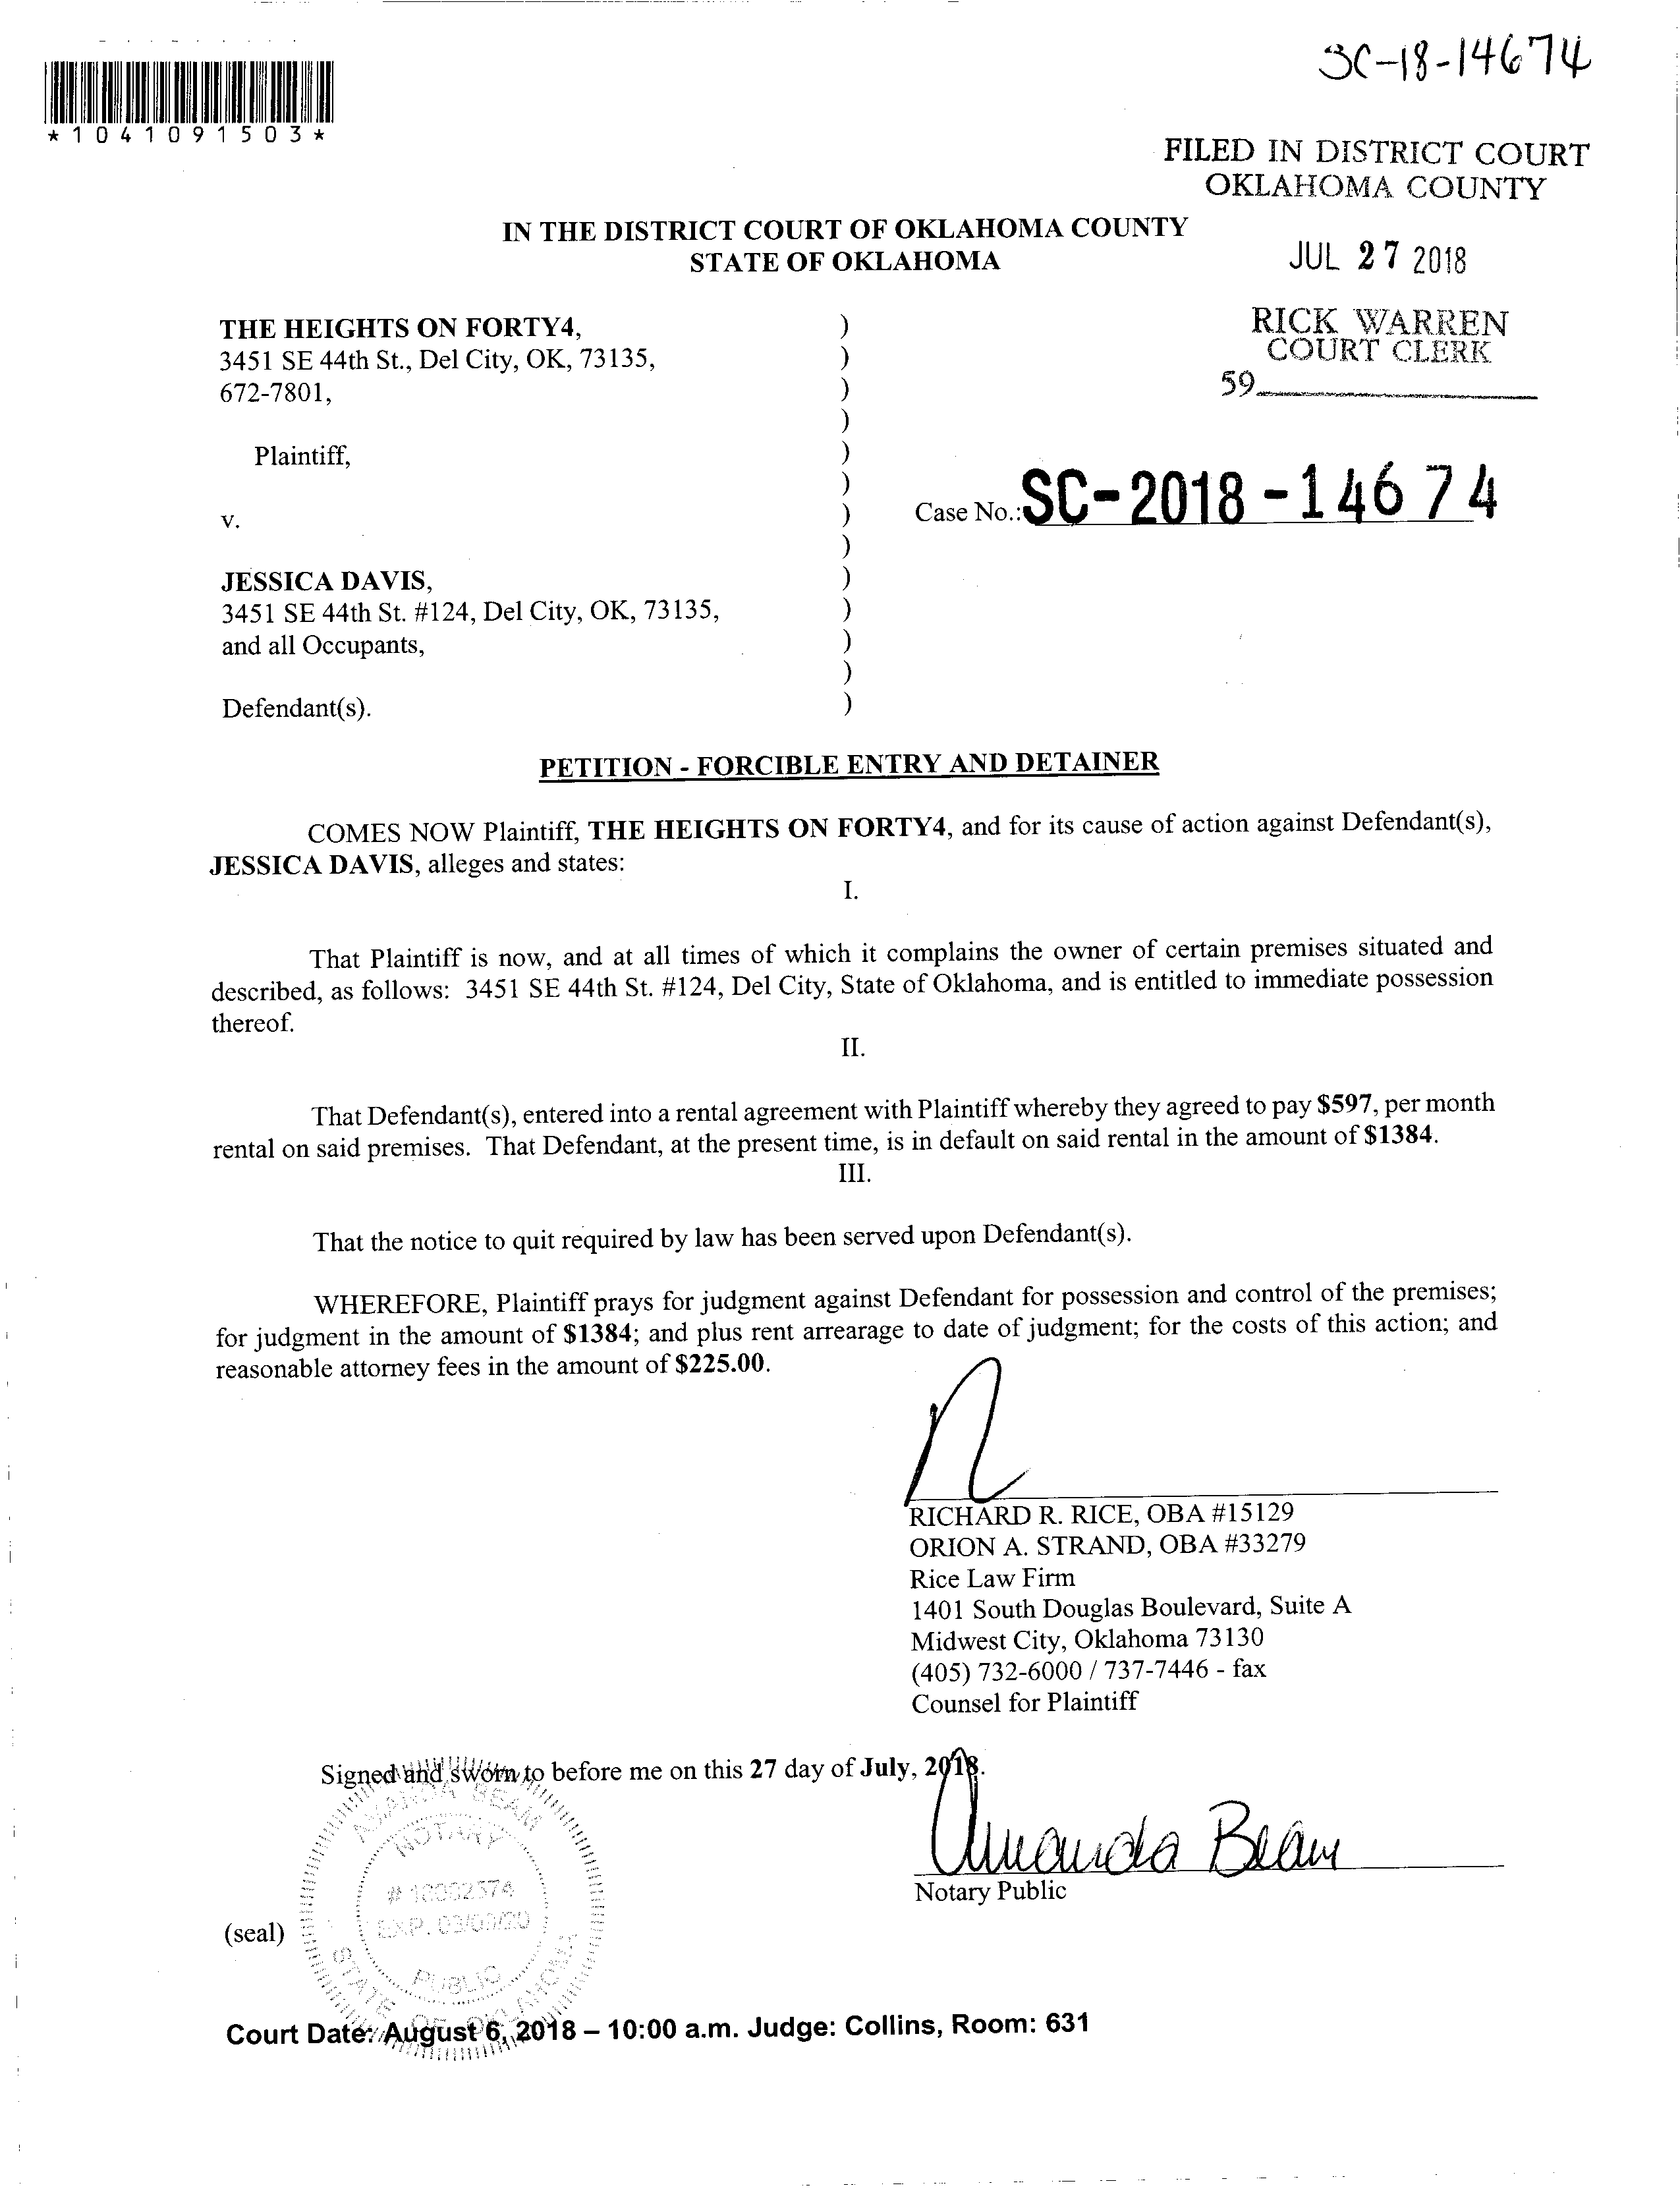 SC-18-14674
*1041091503*
FILED IN DISTRICT COURT
OKLAHOMA COUNTY
IN THE DISTRICT COURT OF OKLAHOMA COUNTY
STATE OF OKLAHOMA
JUL 27 2018
RICK WARREN
COURT CLERK
59
THE HEIGHTS ON FORTY4, )
3451 SE 44th St., Del City, OK, 73135, )
672-7801, )
)
Plaintiff, )
)
v. )
)
Case No.: SC-2018-14674
JESSICA DAVIS, )
3451 SE 44th St. #124, Del City, OK, 73135, )
and all Occupants, )
)
Defendant(s). )
PETITION - FORCIBLE ENTRY AND DETAINER
COMES NOW Plaintiff, THE HEIGHTS ON FORTY4, and for its cause of action against Defendant(s),
JESSICA DAVIS, alleges and states:
I.
That Plaintiff is now, and at all times of which it complains the owner of certain premises situated and
described, as follows: 3451 SE 44th St. #124, Del City, State of Oklahoma, and is entitled to immediate possession
thereof.
II.
That Defendant(s), entered into a rental agreement with Plaintiff whereby they agreed to pay $597, per month
rental on said premises. That Defendant, at the present time, is in default on said rental in the amount of $1384.
III.
That the notice to quit required by law has been served upon Defendant(s).
WHEREFORE, Plaintiff prays for judgment against Defendant for possession and control of the premises;
for judgment in the amount of $1384; and plus rent arrearage to date of judgment; for the costs of this action; and
reasonable attorney fees in the amount of $225.00.
RICHARD R. RICE, OBA #15129
ORION A. STRAND, OBA #33279
Rice Law Firm
1401 South Douglas Boulevard, Suite A
Midwest City, Oklahoma 73130
(405) 732-6000 / 737-7446 - fax
Counsel for Plaintiff
Signed and sworn to before me on this 27 day of July, 2018.
AMANDA BEAM
NOTARY
# 10002574
EXP.
PUBLIC
STATE OF OKLAHOMA
Amanda Beam
Notary Public
(seal)
Court Date: August 6, 2018 – 10:00 a.m. Judge: Collins, Room: 631